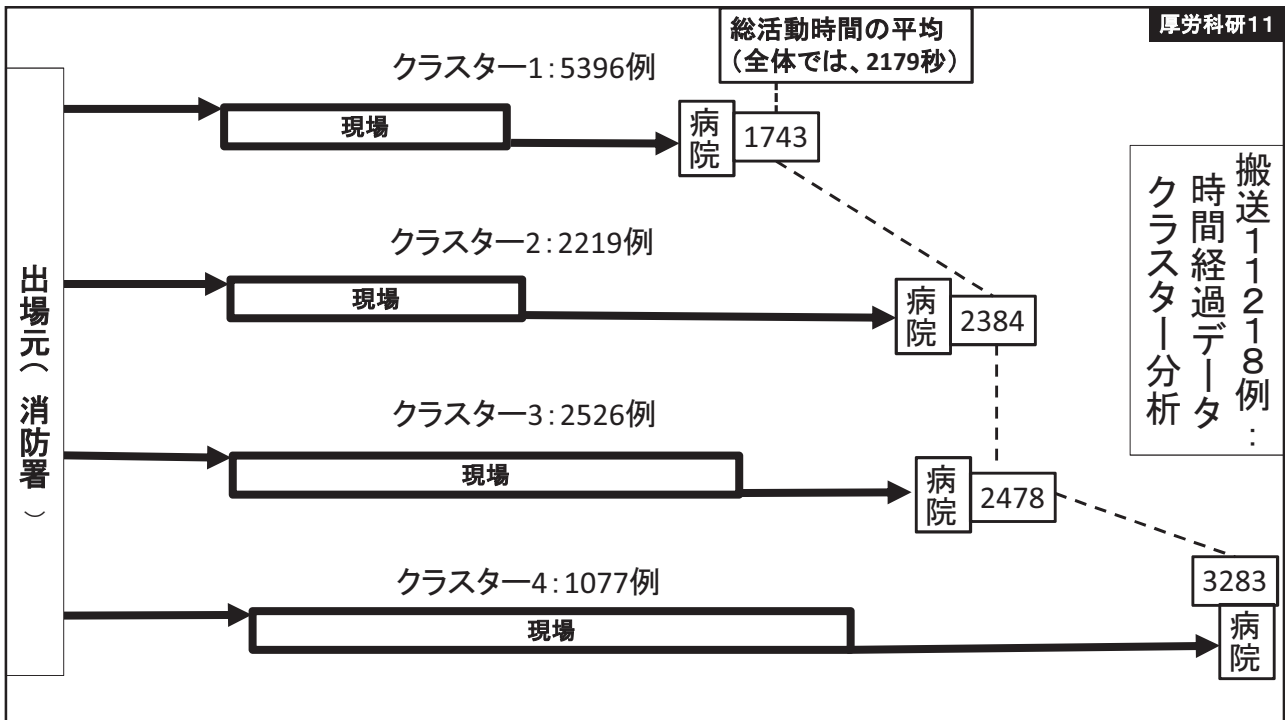 厚労科研11
総活動時間の平均
（全体では、2179秒）
搬送11218例：
時間経過データ
クラスター分析
出場元（消防署）
クラスター1：5396例
現場
病院
1743
クラスター2：2219例
現場
病院
2384
クラスター3：2526例
現場
病院
2478
クラスター4：1077例
現場
3283
病院